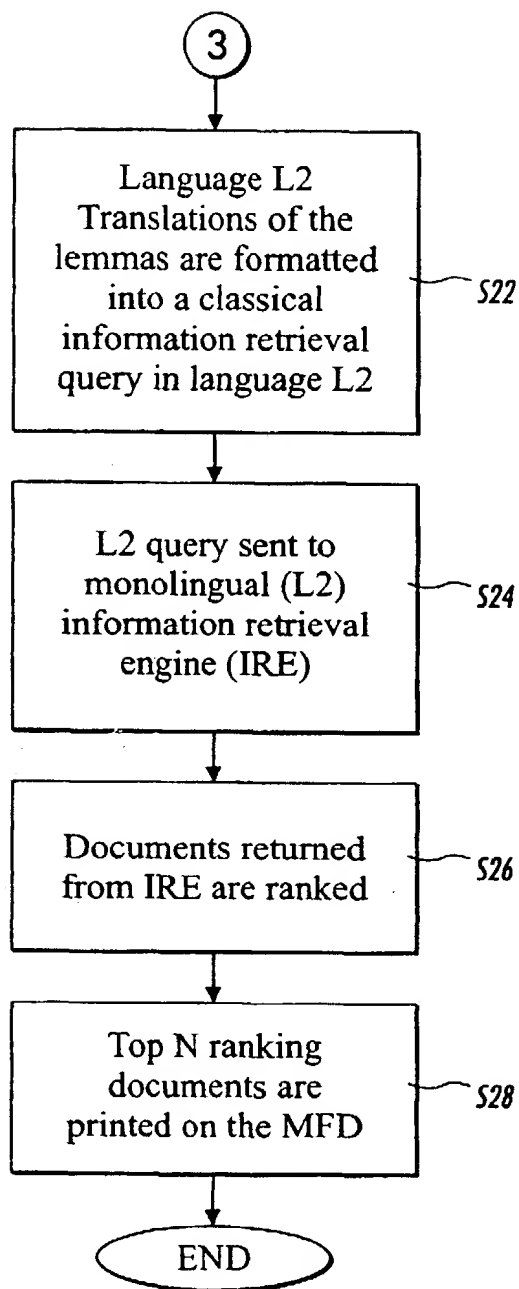 3
Language L2
Translations of the
lemmas are formatted
into a classical
information retrieval
query in language L2
S22
L2 query sent to
monolingual (L2)
information retrieval
engine (IRE)
S24
Documents returned
from IRE are ranked
S26
Top N ranking
documents are
printed on the MFD
S28
END